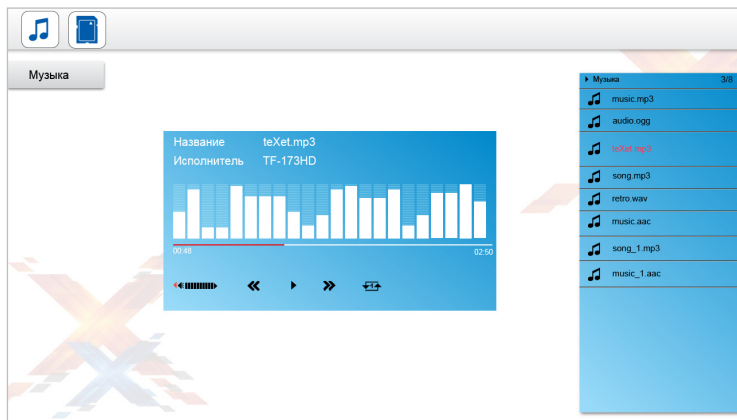 Музыка
Название teXet.mp3
Исполнитель TF-173HD
00:48 02:50
1
Музыка 3/8
music.mp3
audio.ogg
teXet.mp3
song.mp3
retro.wav
music.aac
song_1.mp3
music_1.aac